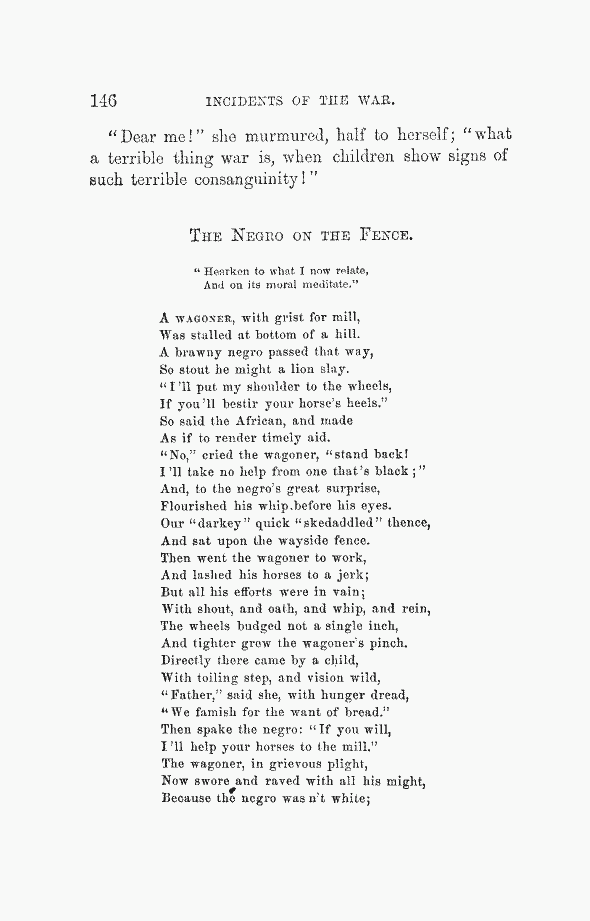 146 INCIDENTS OF THE WAR.
"Dear me!" she murmured, half to herself; "what
a terrible thing war is, when children show signs of
such terrible consanguinity!"
THE NEGRO ON THE FENCE.
"Hearken to what I now relate,
And on its moral meditate."
A WAGONER, with grist for mill,
Was stalled at bottom of a hill.
A brawny negro passed that way,
So stout he might a lion slay.
"I'll put my shoulder to the wheels,
If you'll bestir your horse's heels."
So said the African, and made
As if to render timely aid.
"No," cried the wagoner, "stand back!
I'll take no help from one that's black;"
And, to the negro's great surprise,
Flourished his whip.before his eyes.
Our "darkey" quick "skedaddled" thence,
And sat upon the wayside fence.
Then went the wagoner to work,
And lashed his horses to a jerk;
But all his efforts were in vain;
With shout, and oath, and whip, and rein,
The wheels budged not a single inch,
And tighter grew the wagoner's pinch.
Directly there came by a child,
With toiling step, and vision wild,
"Father," said she, with hunger dread,
"We famish for the want of bread."
Then spake the negro: "If you will,
I'll help your horses to the mill."
The wagoner, in grievous plight,
Now swore and raved with all his might,
Because the negro was n't white;